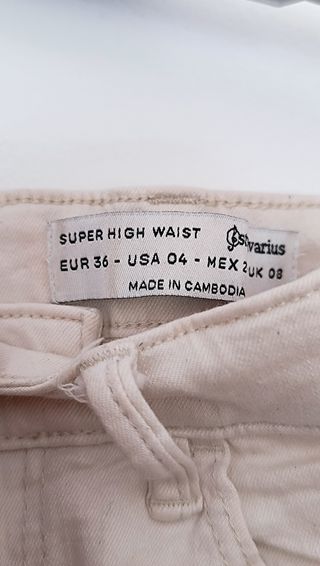 SUPER HIGH WAIST
EUR 36 - USA 04 - MEX 2 UK 08
MADE IN CAMBODIA